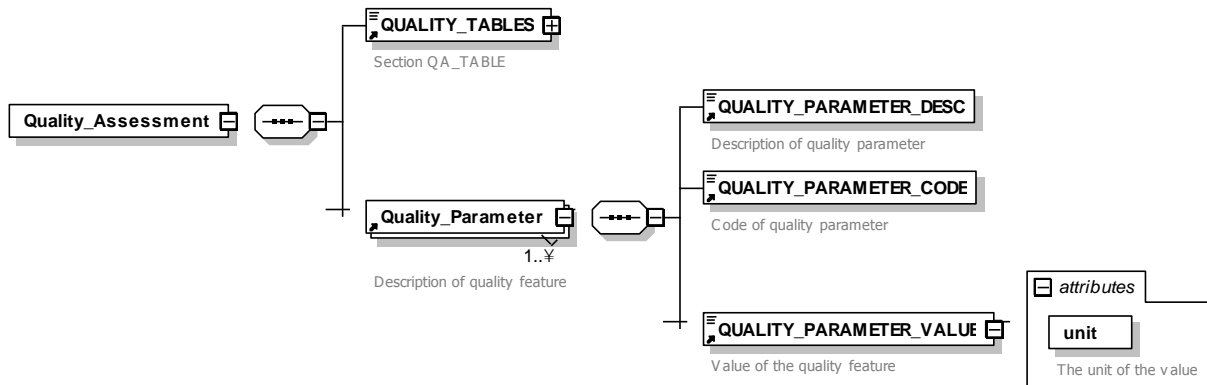 QUALITY_TABLES
Section QA_TABLE
Quality_Assessment
QUALITY_PARAMETER_DESC
Description of quality parameter
QUALITY_PARAMETER_CODE
Code of quality parameter
Quality_Parameter
1..¥
Description of quality feature
QUALITY_PARAMETER_VALUE
Value of the quality feature
attributes
unit
The unit of the value